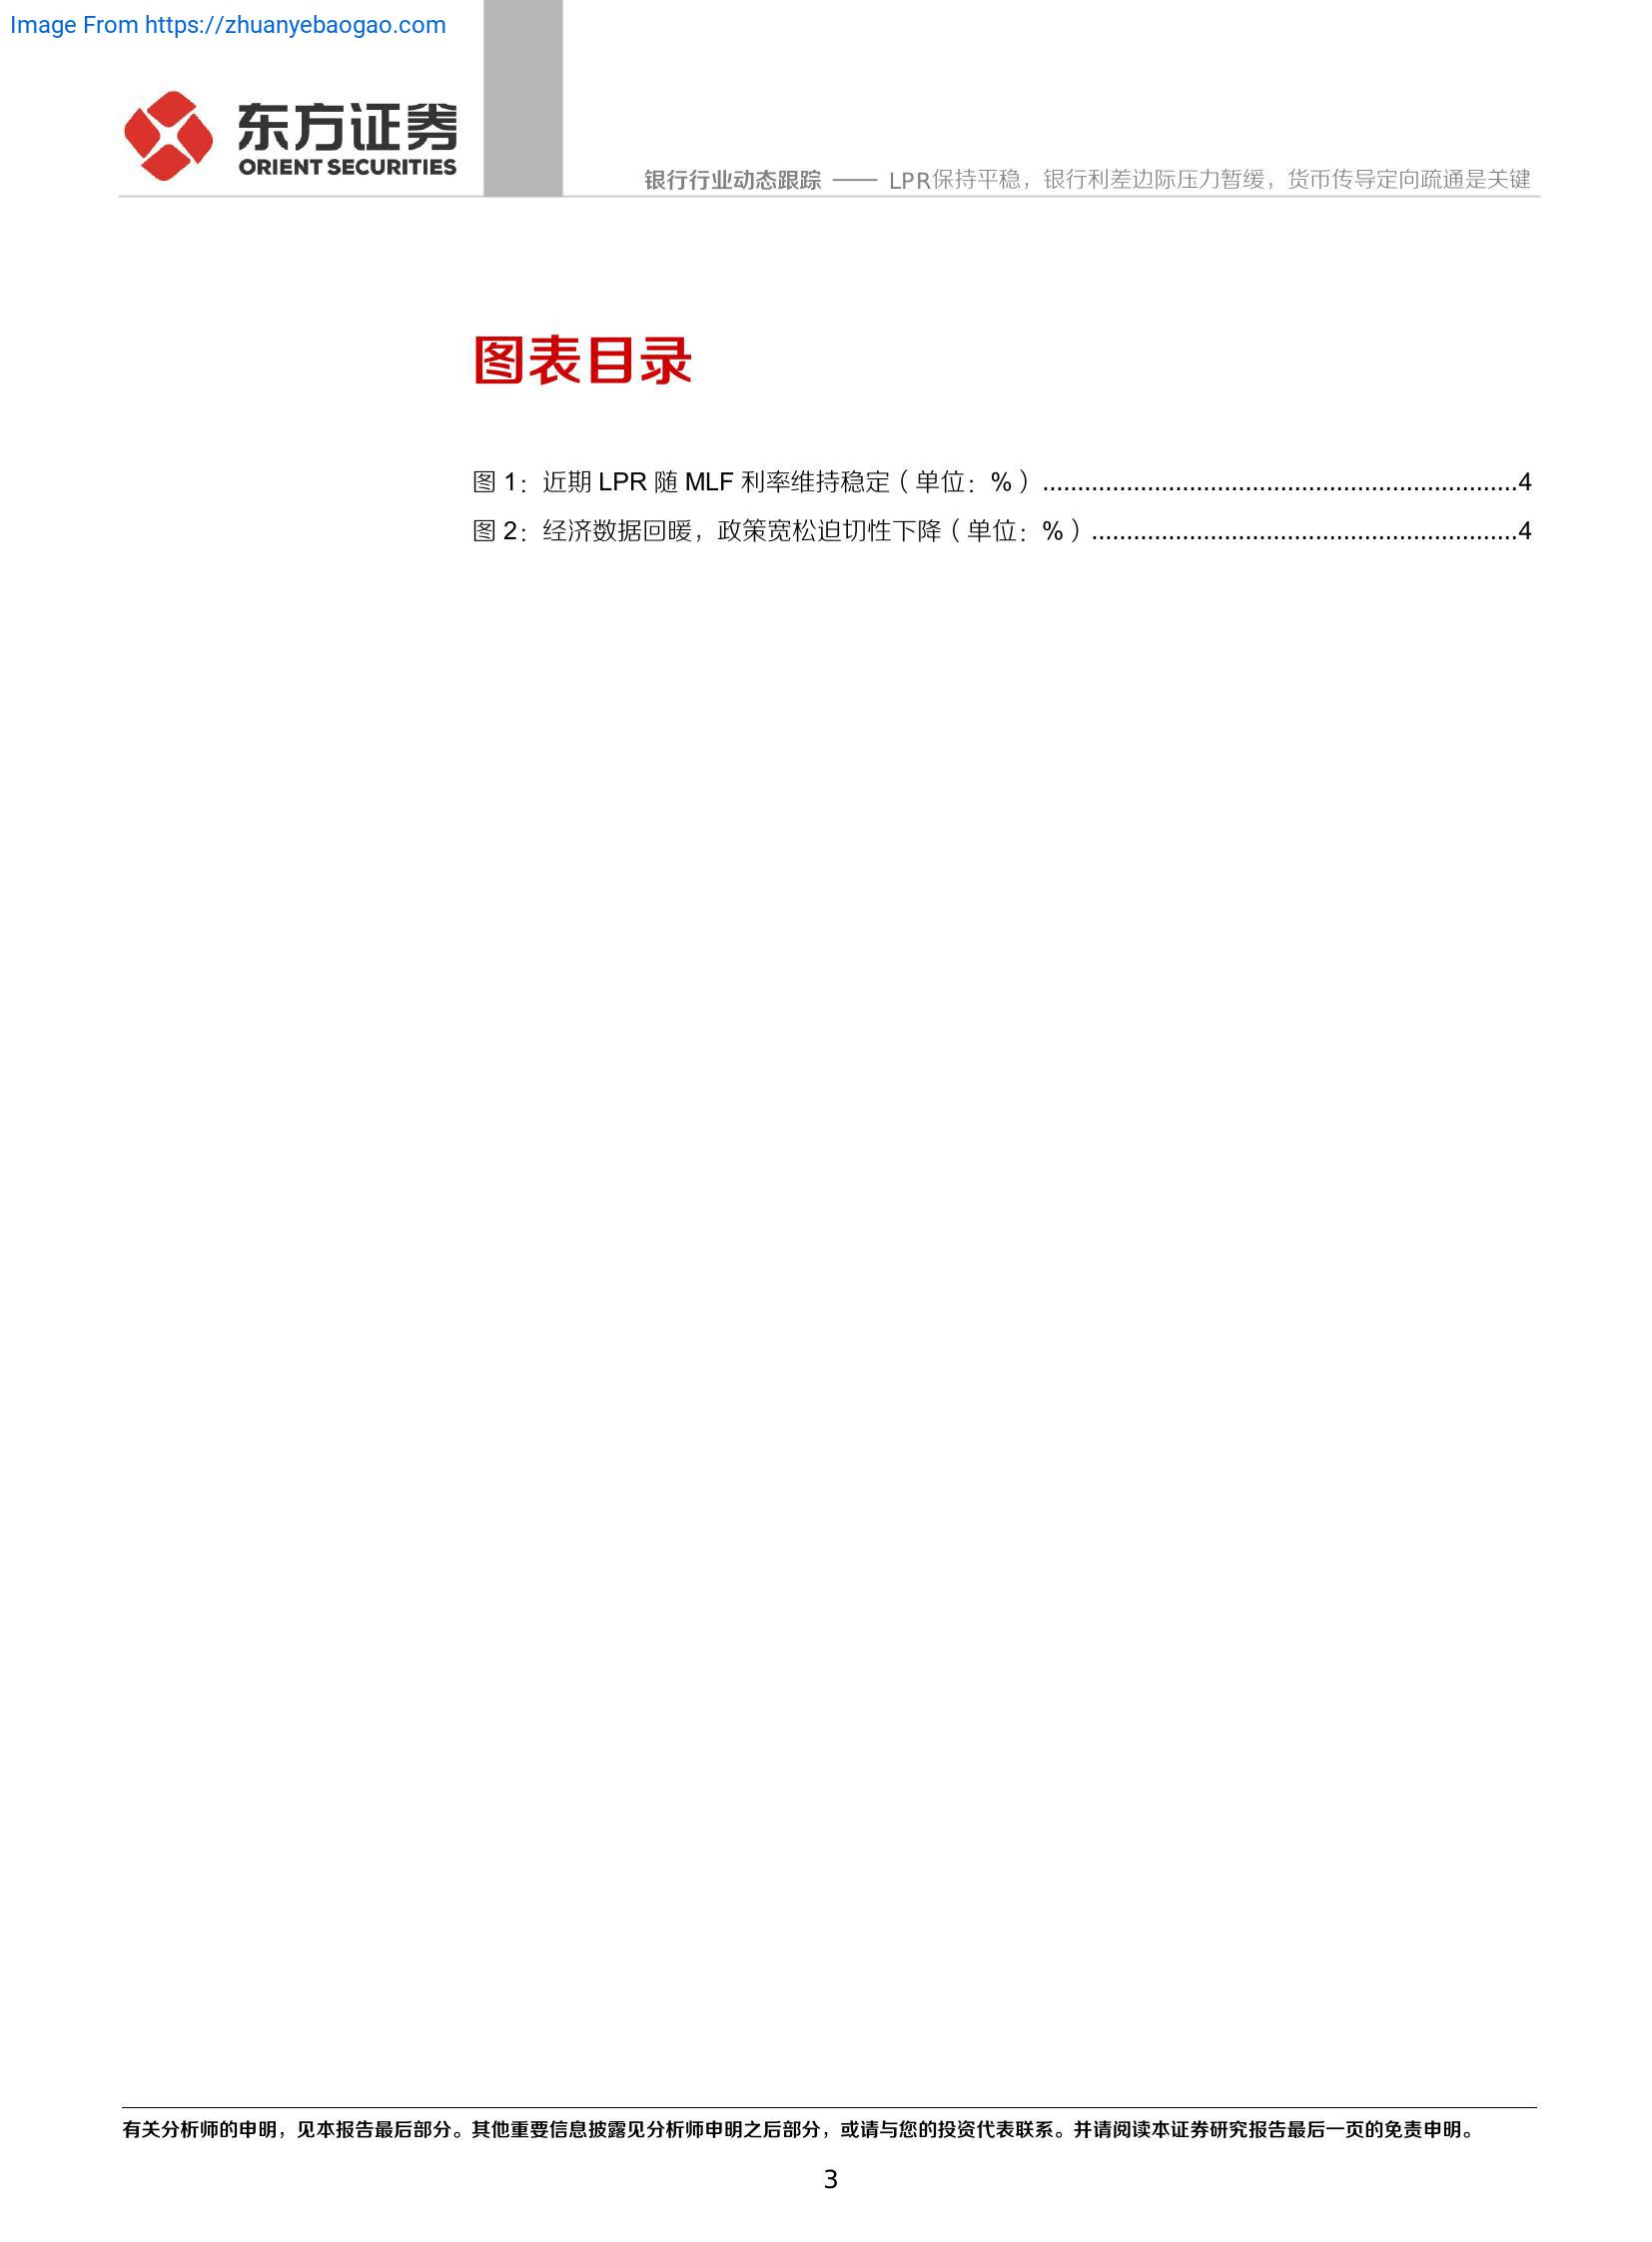 Image From https://zhuanyebaogao.com
东方证券
ORIENT SECURITIES
银行行业动态跟踪 —— LPR保持平稳，银行利差边际压力暂缓，货币传导定向疏通是关键
图表目录
图 1：近期 LPR 随 MLF 利率维持稳定（单位：%）....................................................................4
图 2：经济数据回暖，政策宽松迫切性下降（单位：%）.............................................................4
有关分析师的申明，见本报告最后部分。其他重要信息披露见分析师申明之后部分，或请与您的投资代表联系。并请阅读本证券研究报告最后一页的免责申明。
3